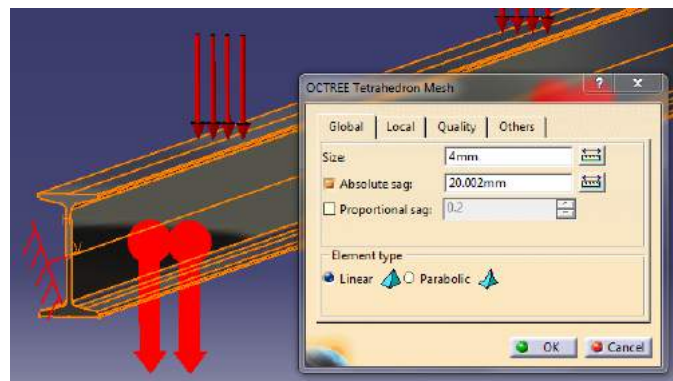 OCTREE Tetrahedron Mesh ? x
Global Local Quality Others
Size: 4mm
Absolute sag: 20.002mm
Proportional sag: 0.2
Element type
Linear Parabolic
OK Cancel